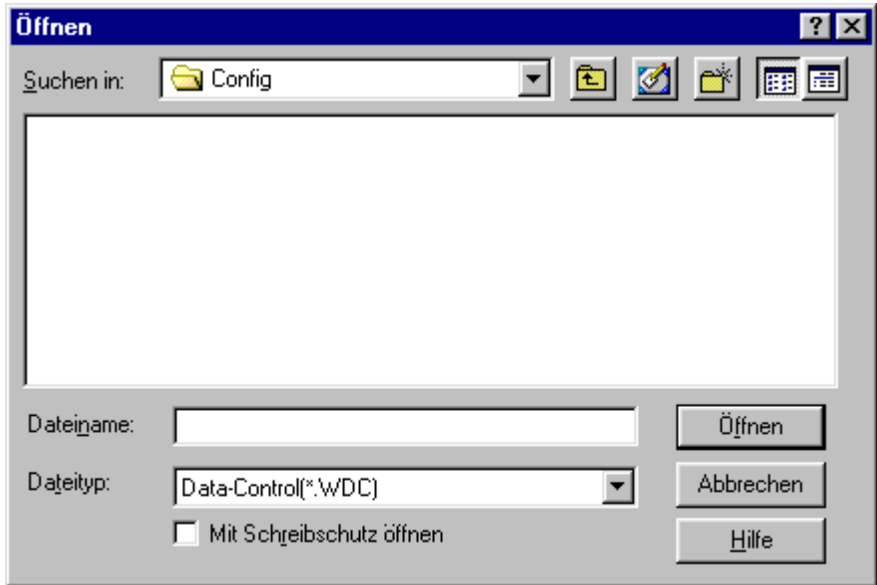 Öffnen
Suchen in: Config
Dateiname:
Öffnen
Dateityp: Data-Control(*.WDC)
Abbrechen
Mit Schreibschutz öffnen
Hilfe